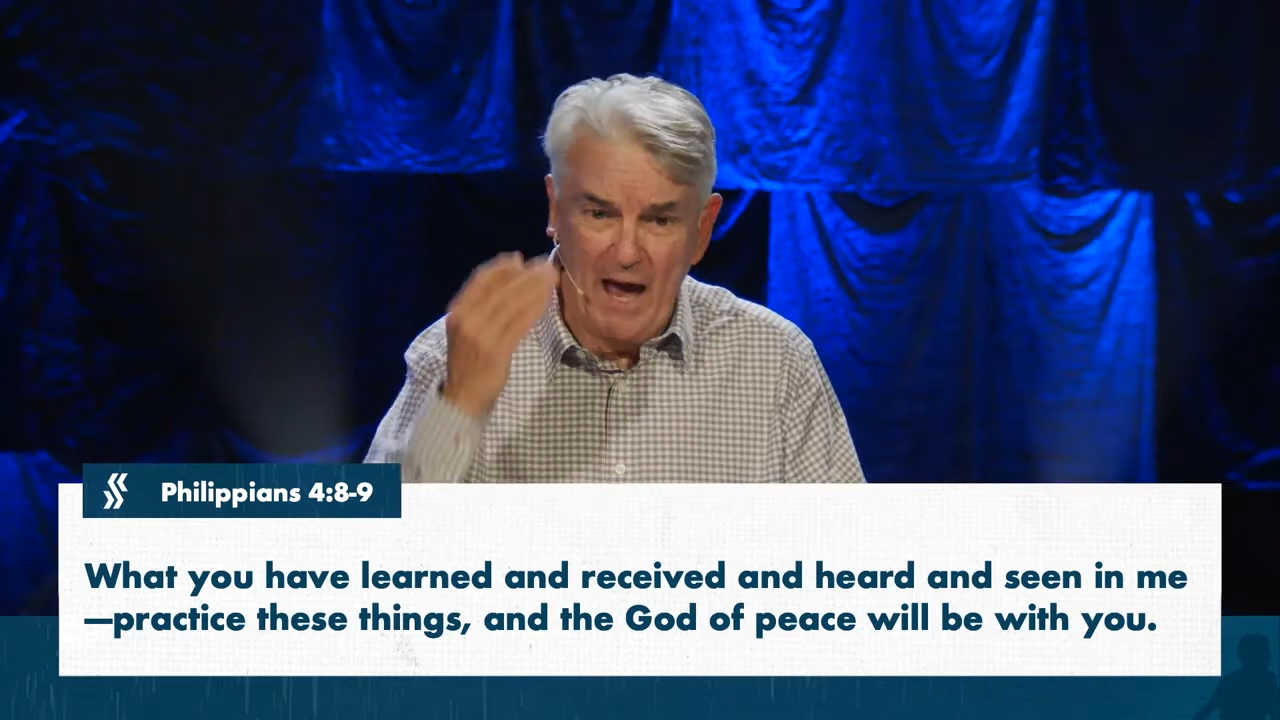 Philippians 4:8-9
What you have learned and received and heard and seen in me
—practice these things, and the God of peace will be with you.